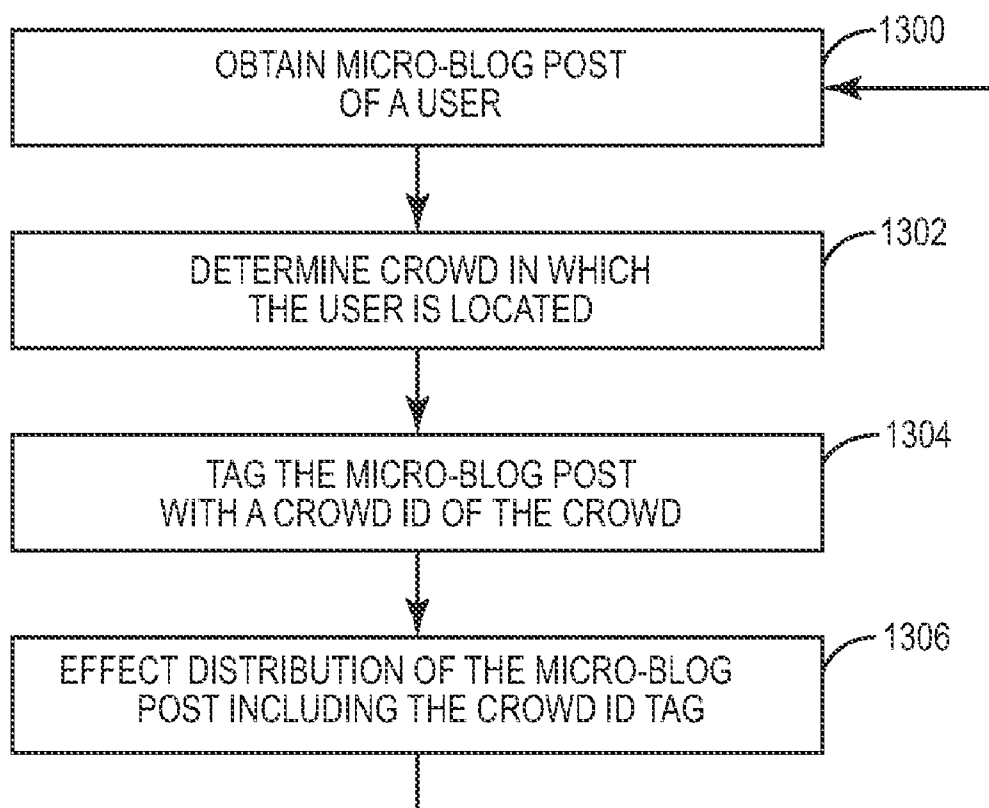 OBTAIN MICRO-BLOG POST
OF A USER
1300
DETERMINE CROWD IN WHICH
THE USER IS LOCATED
1302
TAG THE MICRO-BLOG POST
WITH A CROWD ID OF THE CROWD
1304
EFFECT DISTRIBUTION OF THE MICRO-BLOG
POST INCLUDING THE CROWD ID TAG
1306